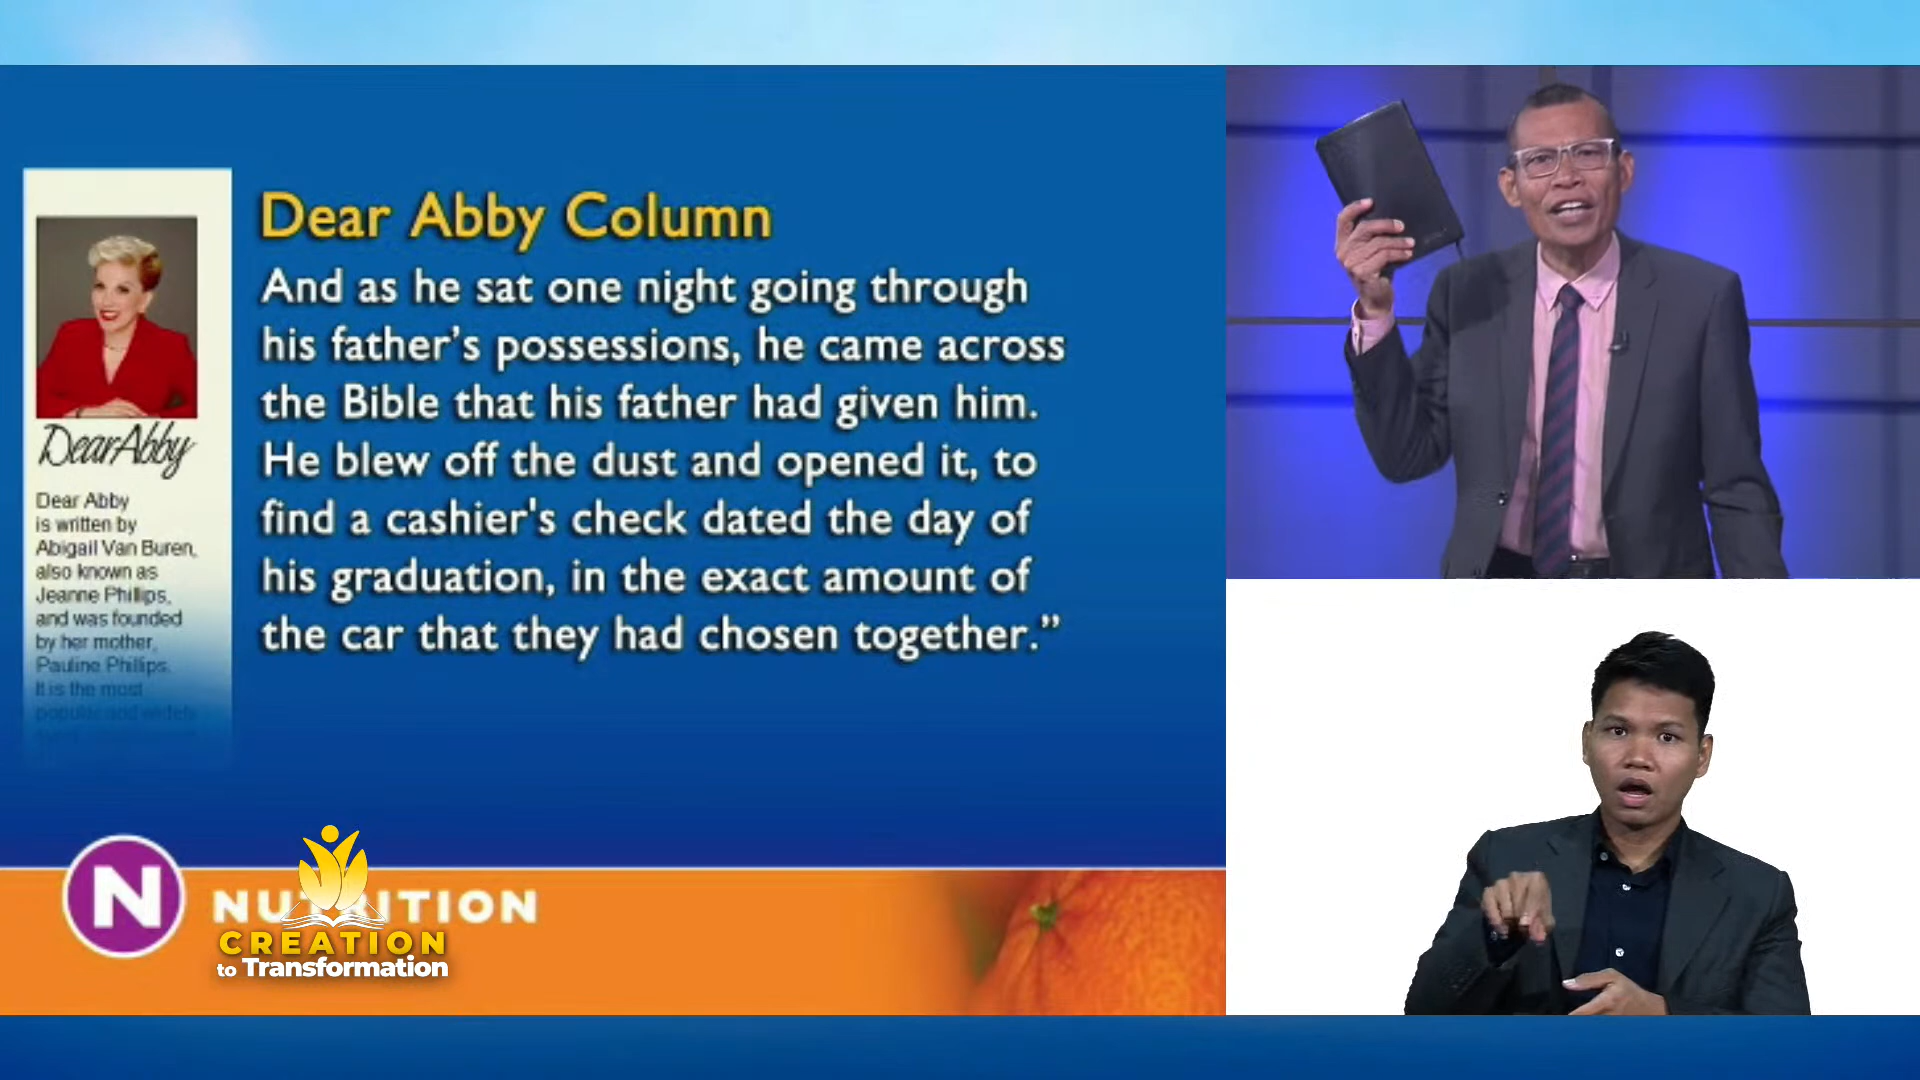 Dear Abby Column
And as he sat one night going through
his father's possessions, he came across
the Bible that his father had given him.
He blew off the dust and opened it, to
find a cashier's check dated the day of
his graduation, in the exact amount of
the car that they had chosen together.”
DearAbby
Dear Abby
is written by
Abigail Van Buren,
also known as
Jeanne Phillips,
and was founded
by her mother,
Pauline Phillips.
It is the most
popular and widely
N NUTRITION
CREATION
to Transformation